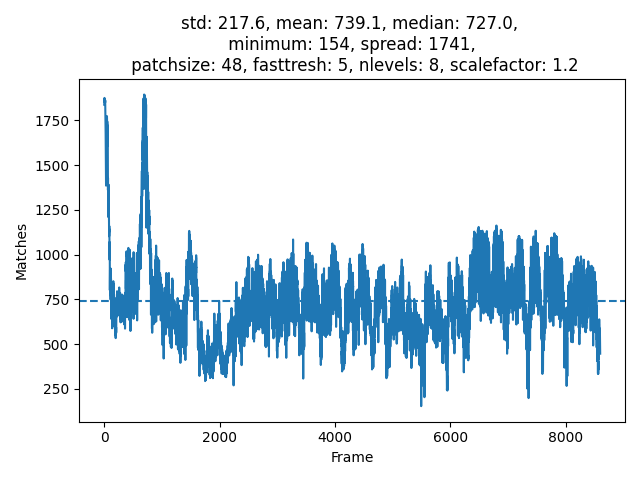 std: 217.6, mean: 739.1, median: 727.0,
minimum: 154, spread: 1741,
patchsize: 48, fasttresh: 5, nlevels: 8, scalefactor: 1.2
1750
1500
1250
1000
750
500
250
Matches
0 2000 4000 6000 8000
Frame